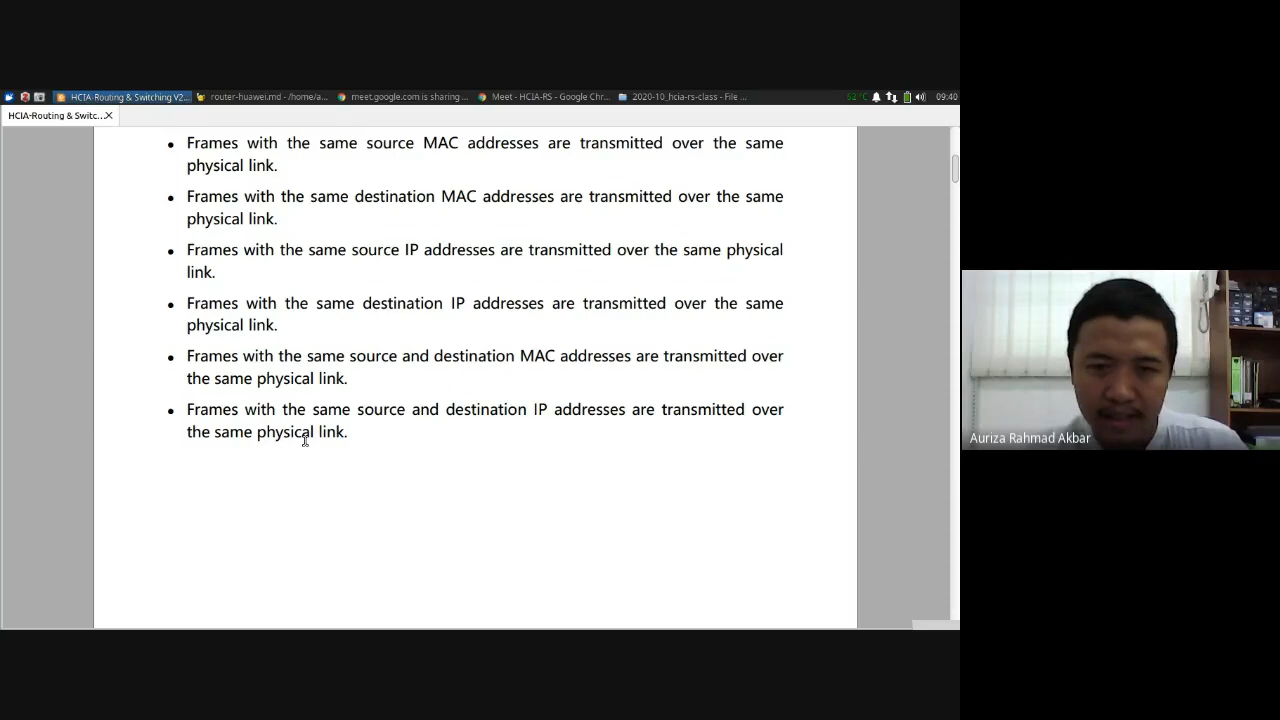 HCIA-Routing & Switching V2... router-huawei.md - /home/a... meet.google.com is sharing ... Meet - HCIA-RS - Google Chr... 2020-10_hcia-rs-class - File ... 52°C 09:40
HCIA-Routing & Switc...
• Frames with the same source MAC addresses are transmitted over the same
physical link.
• Frames with the same destination MAC addresses are transmitted over the same
physical link.
• Frames with the same source IP addresses are transmitted over the same physical
link.
• Frames with the same destination IP addresses are transmitted over the same
physical link.
• Frames with the same source and destination MAC addresses are transmitted over
the same physical link.
• Frames with the same source and destination IP addresses are transmitted over
the same physical link.
Auriza Rahmad Akbar